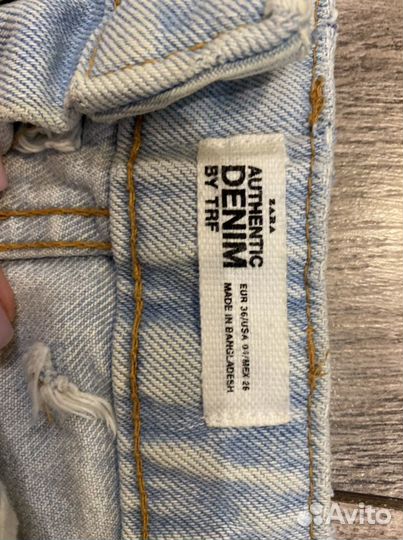 ZARA
AUTHENTIC
DENIM
BY TRF
EUR 36/USA 04/MEX 26
MADE IN BANGLADESH
Avito